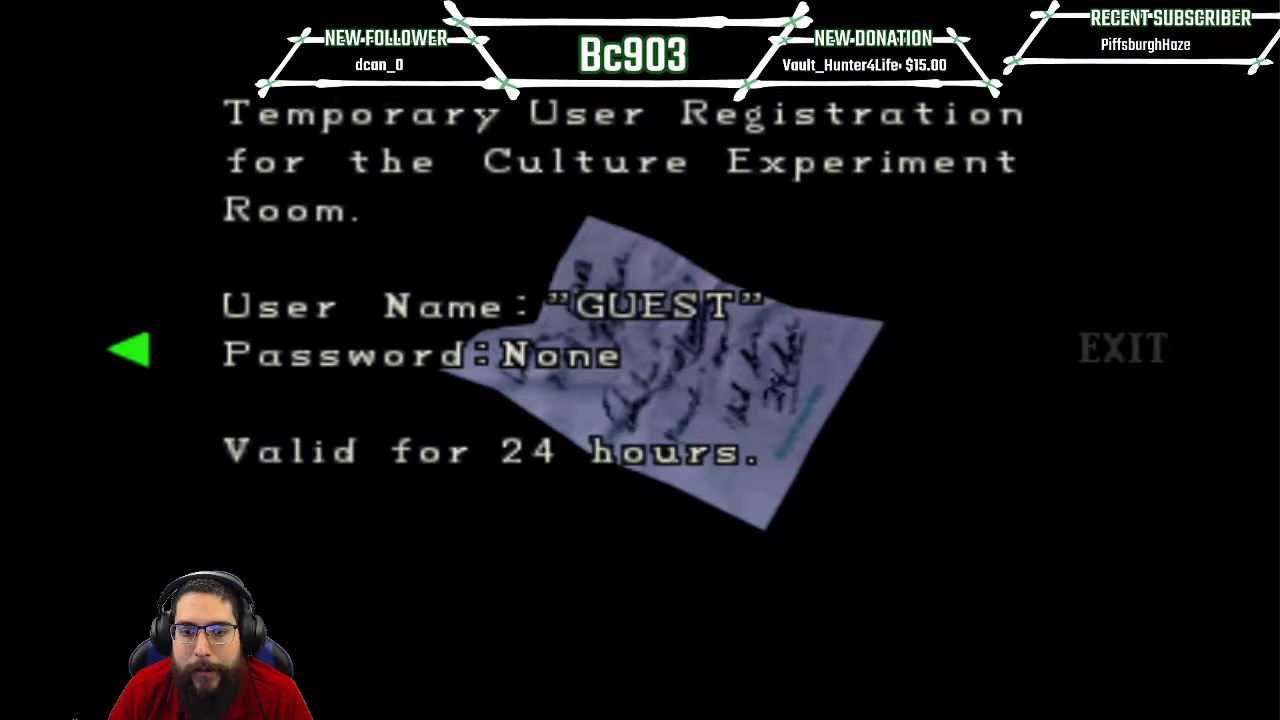 NEW FOLLOWER
dcan_0
Bc903
NEW DONATION
Vault_Hunter4Life: $15.00
RECENT SUBSCRIBER
PiffsburghHaze
Temporary User Registration
for the Culture Experiment
Room.
User Name:"GUEST"
Password:None
EXIT
Valid for 24 hours.